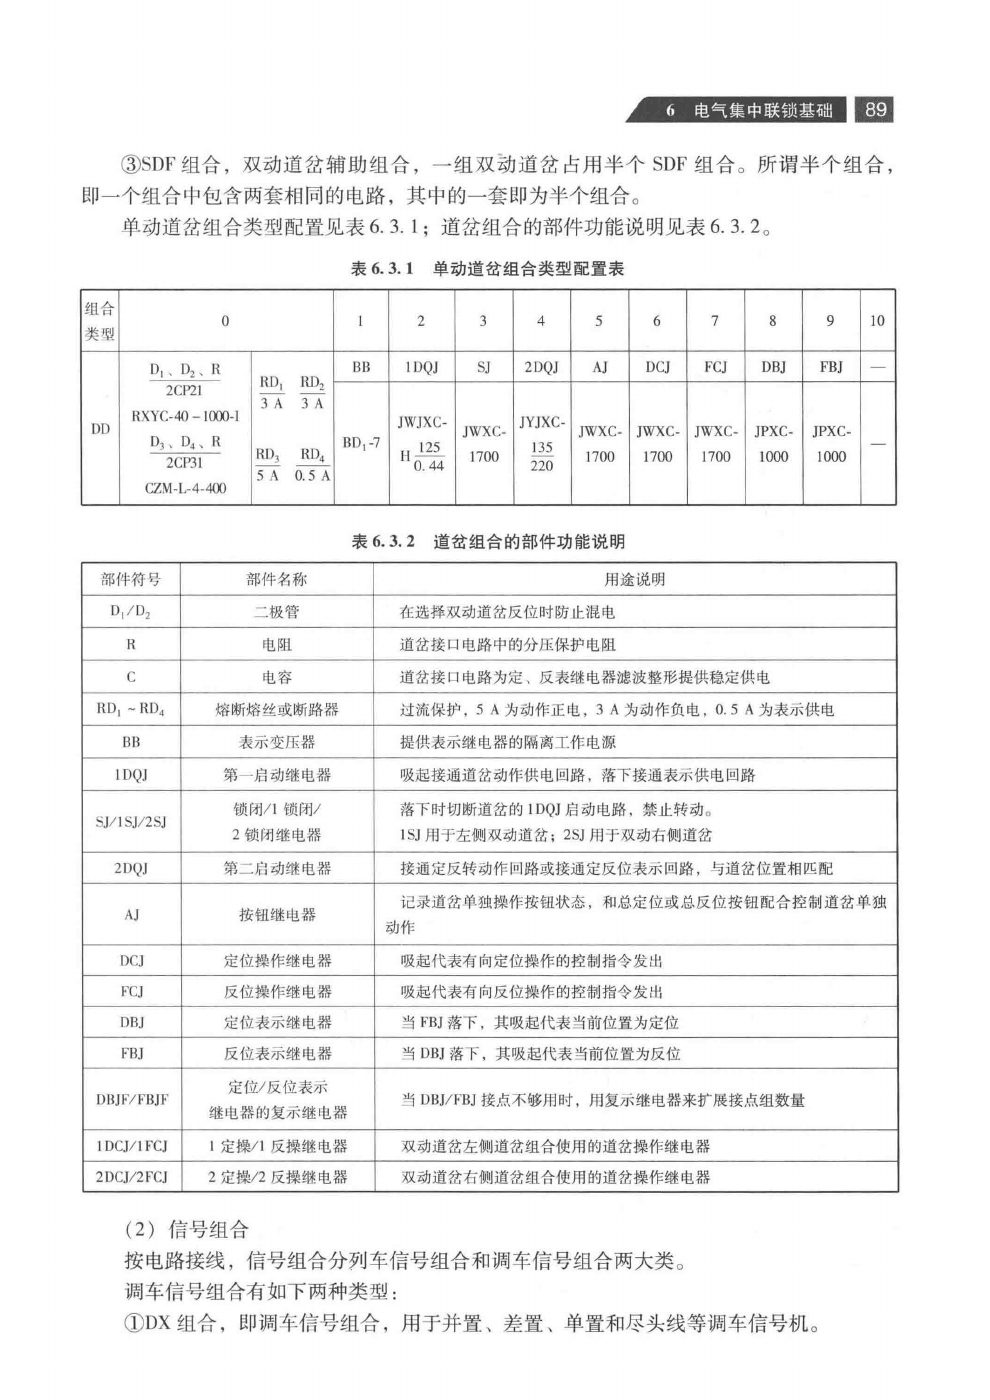 6 电气集中联锁基础 89
③SDF 组合，双动道岔辅助组合，一组双动道岔占用半个 SDF 组合。所谓半个组合，
即一个组合中包含两套相同的电路，其中的一套即为半个组合。
单动道岔组合类型配置见表 6.3.1；道岔组合的部件功能说明见表 6.3.2。
表 6.3.1 单动道岔组合类型配置表
组合
类型 0 1 2 3 4 5 6 7 8 9 10
DD
D₁、D₂、R
2CP21
RXYC-40－1000-I
D₃、D₄、R
2CP31
CZM-L-4-400
RD₁ RD₂
3 A 3 A
RD₃ RD₄
5 A 0.5 A
BB 1DQJ SJ 2DQJ AJ DCJ FCJ DBJ FBJ —
BD₁-7
JWJXC-
H 125
0.44
JWXC-
1700
JYJXC-
135
220
JWXC-
1700
JWXC-
1700
JWXC-
1700
JPXC-
1000
JPXC-
1000
—
表 6.3.2 道岔组合的部件功能说明
部件符号 部件名称 用途说明
D₁/D₂ 二极管 在选择双动道岔反位时防止混电
R 电阻 道岔接口电路中的分压保护电阻
C 电容 道岔接口电路为定、反表继电器滤波整形提供稳定供电
RD₁ ~ RD₄ 熔断熔丝或断路器 过流保护，5 A 为动作正电，3 A 为动作负电，0.5 A 为表示供电
BB 表示变压器 提供表示继电器的隔离工作电源
1DQJ 第一启动继电器 吸起接通道岔动作供电回路，落下接通表示供电回路
SJ/1SJ/2SJ
锁闭/1 锁闭/
2 锁闭继电器
落下时切断道岔的 1DQJ 启动电路，禁止转动。
1SJ 用于左侧双动道岔；2SJ 用于双动右侧道岔
2DQJ 第二启动继电器 接通定反转动作回路或接通定反位表示回路，与道岔位置相匹配
AJ 按钮继电器
记录道岔单独操作按钮状态，和总定位或总反位按钮配合控制道岔单独
动作
DCJ 定位操作继电器 吸起代表有向定位操作的控制指令发出
FCJ 反位操作继电器 吸起代表有向反位操作的控制指令发出
DBJ 定位表示继电器 当 FBJ 落下，其吸起代表当前位置为定位
FBJ 反位表示继电器 当 DBJ 落下，其吸起代表当前位置为反位
DBJF/FBJF
定位/反位表示
继电器的复示继电器
当 DBJ/FBJ 接点不够用时，用复示继电器来扩展接点组数量
1DCJ/1FCJ 1 定操/1 反操继电器 双动道岔左侧道岔组合使用的道岔操作继电器
2DCJ/2FCJ 2 定操/2 反操继电器 双动道岔右侧道岔组合使用的道岔操作继电器
（2）信号组合
按电路接线，信号组合分列车信号组合和调车信号组合两大类。
调车信号组合有如下两种类型：
①DX 组合，即调车信号组合，用于并置、差置、单置和尽头线等调车信号机。